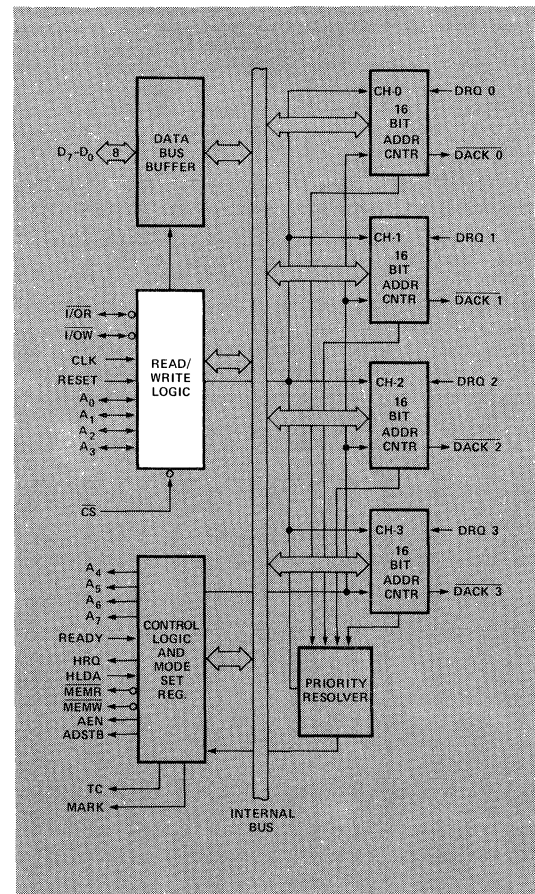 DATA
BUS
BUFFER
D7-D0
8
I/OR
I/OW
CLK
RESET
A0
A1
A2
A3
READ/
WRITE
LOGIC
CS
A4
A5
A6
A7
READY
HRQ
HLDA
MEMR
MEMW
AEN
ADSTB
CONTROL
LOGIC
AND
MODE
SET
REG.
TC
MARK
INTERNAL
BUS
CH-0
16
BIT
ADDR
CNTR
DRQ 0
DACK 0
CH-1
16
BIT
ADDR
CNTR
DRQ 1
DACK 1
CH-2
16
BIT
ADDR
CNTR
DRQ 2
DACK 2
CH-3
16
BIT
ADDR
CNTR
DRQ 3
DACK 3
PRIORITY
RESOLVER